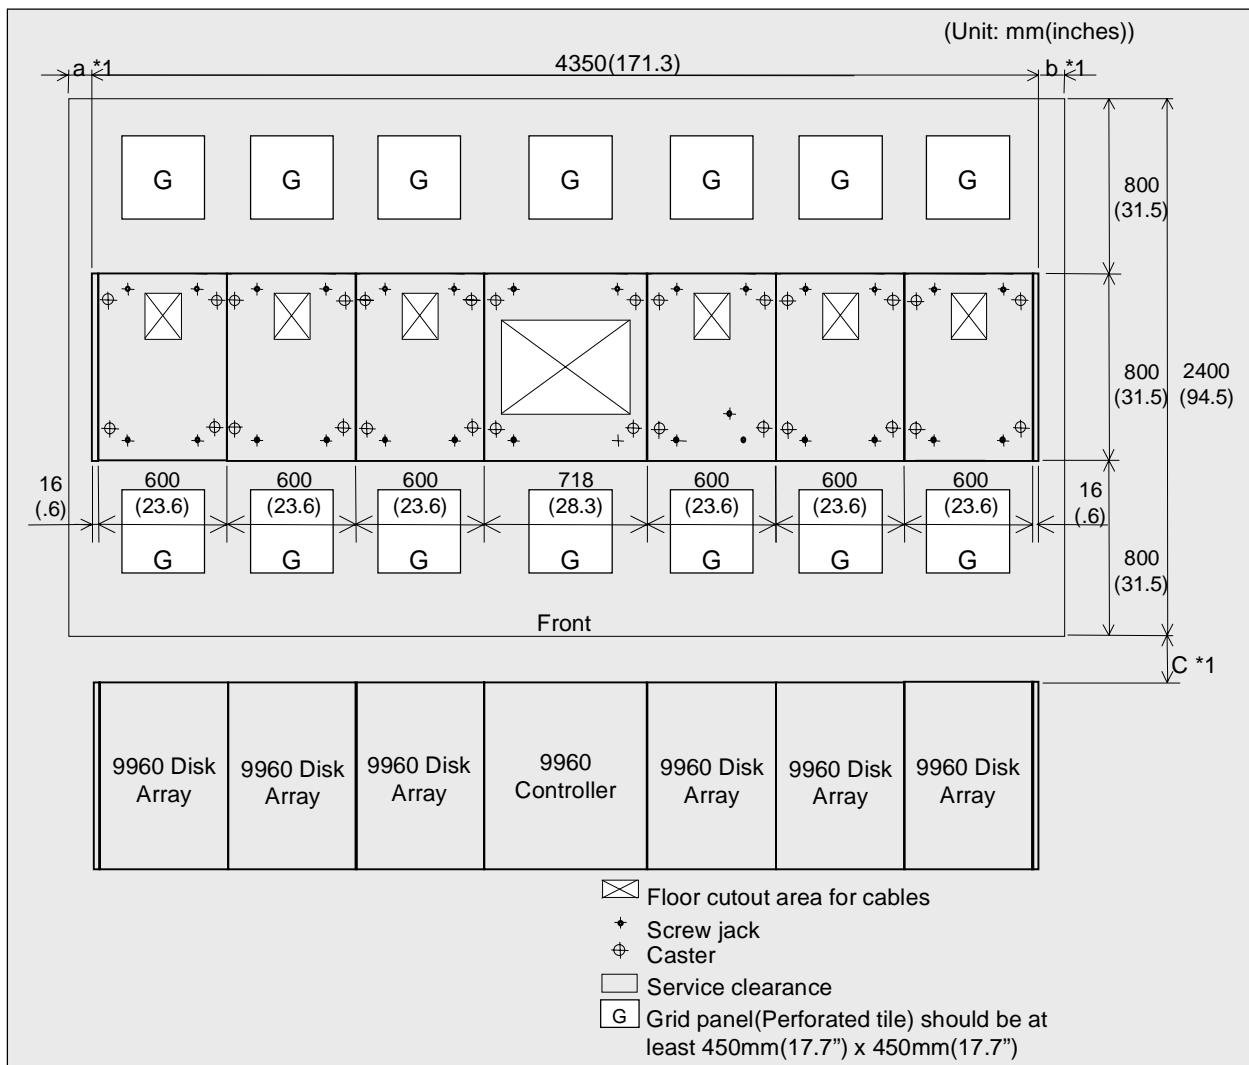 (Unit: mm(inches))
a *1
4350(171.3)
b *1
G G G G G G G
800
(31.5)
800
(31.5)
2400
(94.5)
16
(.6)
600
(23.6)
600
(23.6)
600
(23.6)
718
(28.3)
600
(23.6)
600
(23.6)
600
(23.6)
16
(.6)
G G G G G G G
800
(31.5)
Front
C *1
9960 Disk
Array
9960 Disk
Array
9960 Disk
Array
9960
Controller
9960 Disk
Array
9960 Disk
Array
9960 Disk
Array
Floor cutout area for cables
Screw jack
Caster
Service clearance
G Grid panel(Perforated tile) should be at
least 450mm(17.7”) x 450mm(17.7”)